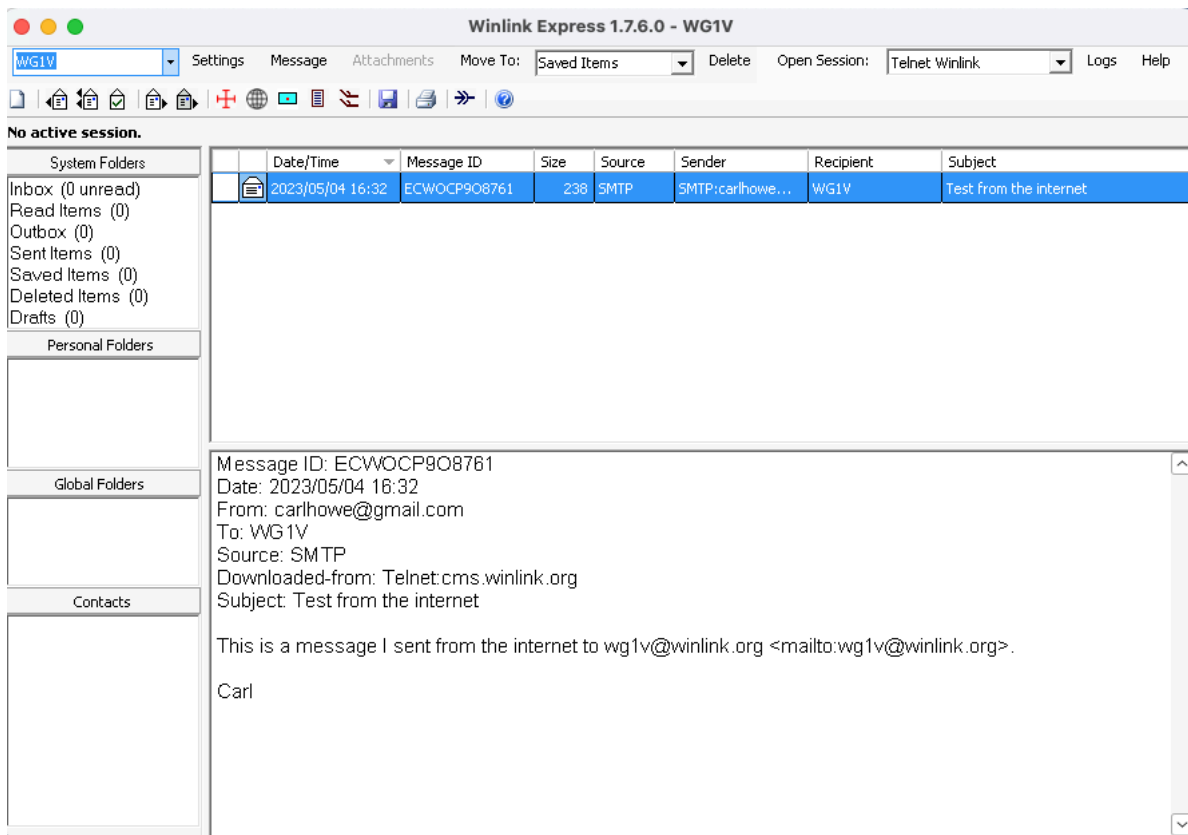 Winlink Express 1.7.6.0 - WG1V
WG1V Settings Message Attachments Move To: Saved Items Delete Open Session: Telnet Winlink Logs Help
No active session.
System Folders
Inbox (0 unread)
Read Items (0)
Outbox (0)
Sent Items (0)
Saved Items (0)
Deleted Items (0)
Drafts (0)
Personal Folders
Global Folders
Contacts
Date/Time Message ID Size Source Sender Recipient Subject
2023/05/04 16:32 ECWOCP9O8761 238 SMTP SMTP:carlhowe... WG1V Test from the internet
Message ID: ECWOCP9O8761
Date: 2023/05/04 16:32
From: carlhowe@gmail.com
To: WG1V
Source: SMTP
Downloaded-from: Telnet:cms.winlink.org
Subject: Test from the internet
This is a message I sent from the internet to wg1v@winlink.org <mailto:wg1v@winlink.org>.
Carl